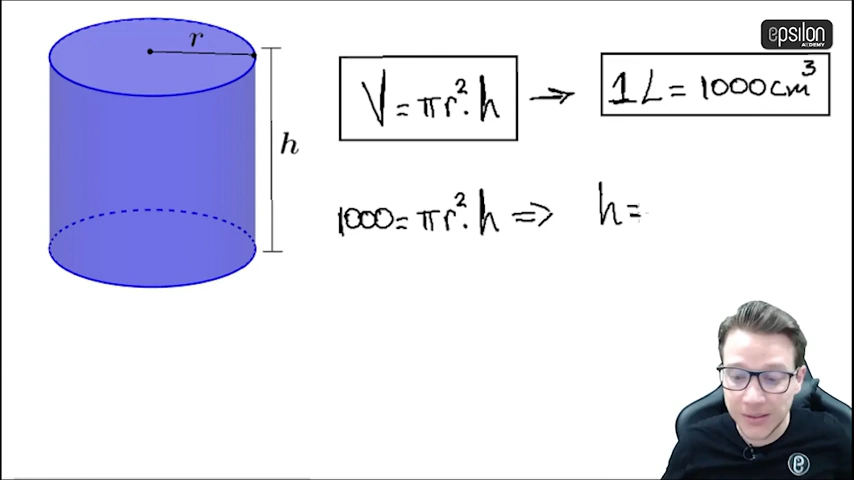 epsilon
ACADEMY
r
h
V = πr². h → 1L = 1000cm³
1000 = πr². h ⇒ h =